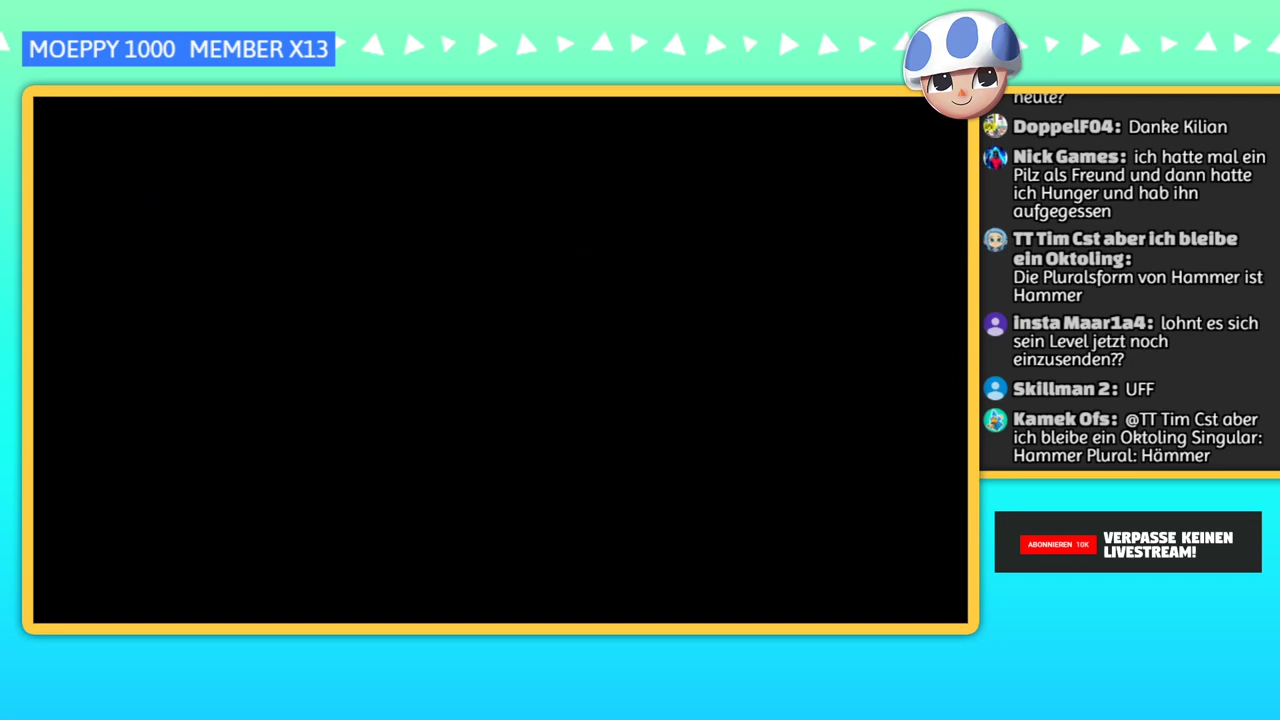 MOEPPY 1000 MEMBER X13
heute?
DoppelF04: Danke Kilian
Nick Games: ich hatte mal ein
Pilz als Freund und dann hatte
ich Hunger und hab ihn
aufgegessen
TT Tim Cst aber ich bleibe
ein Oktoling:
Die Pluralsform von Hammer ist
Hammer
insta Maar1a4: lohnt es sich
sein Level jetzt noch
einzusenden??
Skillman 2: UFF
Kamek Ofs: @TT Tim Cst aber
ich bleibe ein Oktoling Singular:
Hammer Plural: Hämmer
ABONNIEREN 10K
VERPASSE KEINEN
LIVESTREAM!